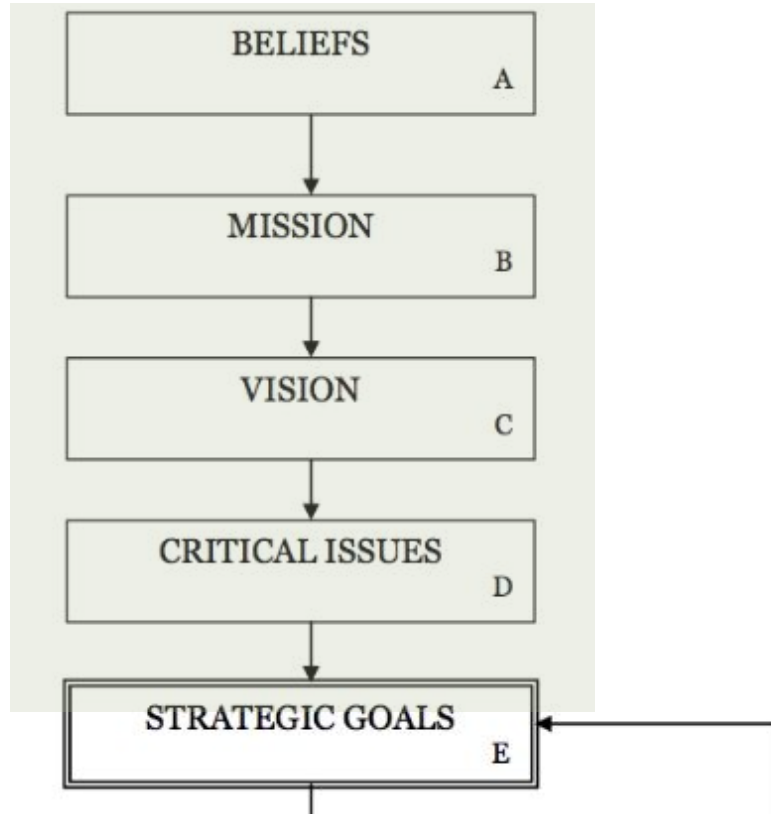 BELIEFS
A
MISSION
B
VISION
C
CRITICAL ISSUES
D
STRATEGIC GOALS
E